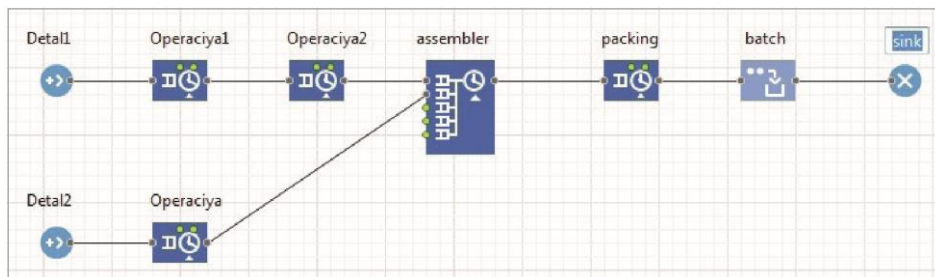 Detal1 Operaciya1 Operaciya2 assembler packing batch sink
Detal2 Operaciya